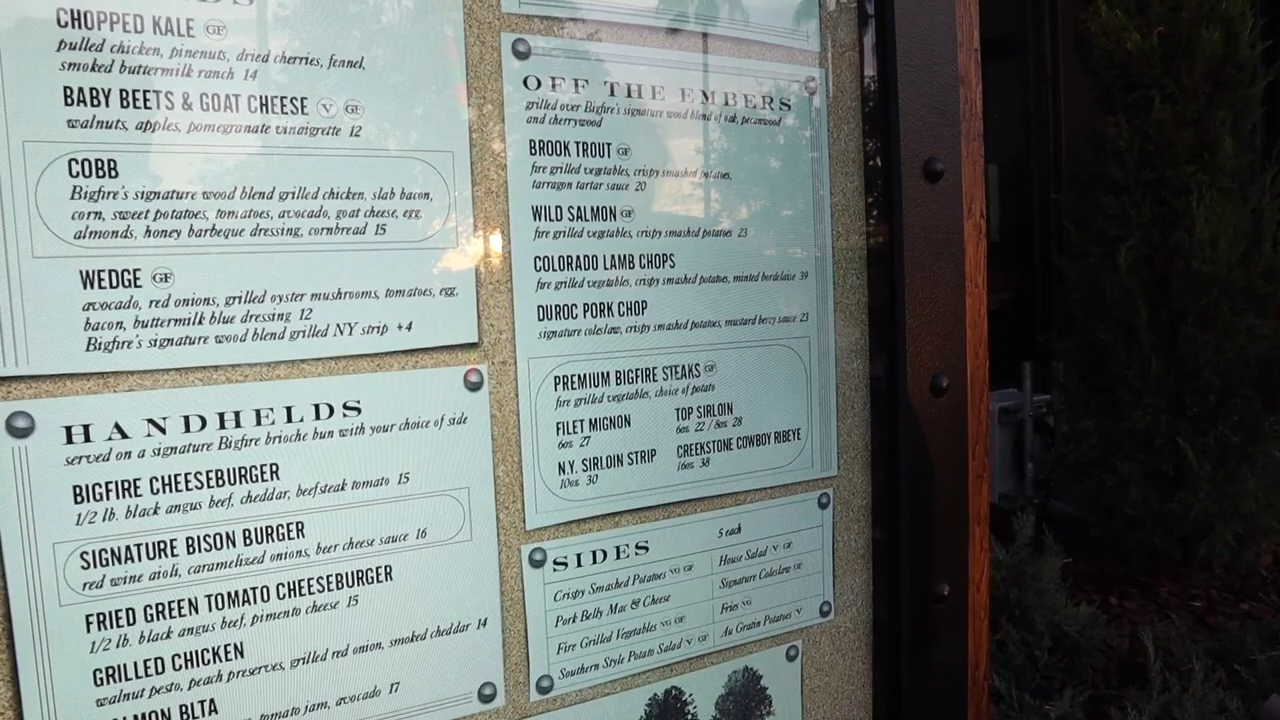 CHOPPED KALE GF
pulled chicken, pinenuts, dried cherries, fennel,
smoked buttermilk ranch 14
BABY BEETS & GOAT CHEESE V GF
walnuts, apples, pomegranate vinaigrette 12
COBB
Bigfire's signature wood blend grilled chicken, slab bacon,
corn, sweet potatoes, tomatoes, avocado, goat cheese, egg,
almonds, honey barbeque dressing, cornbread 15
WEDGE GF
avocado, red onions, grilled oyster mushrooms, tomatoes, egg,
bacon, buttermilk blue dressing 12
Bigfire's signature wood blend grilled NY strip +4
HANDHELDS
served on a signature Bigfire brioche bun with your choice of side
BIGFIRE CHEESEBURGER
1/2 lb. black angus beef, cheddar, beefsteak tomato 15
SIGNATURE BISON BURGER
red wine aioli, caramelized onions, beer cheese sauce 16
FRIED GREEN TOMATO CHEESEBURGER
1/2 lb. black angus beef, pimento cheese 15
GRILLED CHICKEN
walnut pesto, peach preserves, grilled red onion, smoked cheddar 14
BLTA
tomato jam, avocado 17
OFF THE EMBERS
grilled over Bigfire's signature wood blend of oak, pecanwood
and cherrywood
BROOK TROUT GF
fire grilled vegetables, crispy smashed potatoes,
tarragon tartar sauce 20
WILD SALMON GF
fire grilled vegetables, crispy smashed potatoes 23
COLORADO LAMB CHOPS
fire grilled vegetables, crispy smashed potatoes, minted bordelaise 39
DUROC PORK CHOP
signature coleslaw, crispy smashed potatoes, mustard berry sauce 23
PREMIUM BIGFIRE STEAKS GF
fire grilled vegetables, choice of potato
FILET MIGNON
6oz 27
TOP SIRLOIN
6oz 22 / 8oz 28
N.Y. SIRLOIN STRIP
10oz 30
CREEKSTONE COWBOY RIBEYE
16oz 38
SIDES 5 each
Crispy Smashed Potatoes VG GF
House Salad V GF
Pork Belly Mac & Cheese
Signature Coleslaw GF
Fire Grilled Vegetables VG GF
Fries VG
Southern Style Potato Salad V GF
Au Gratin Potatoes V